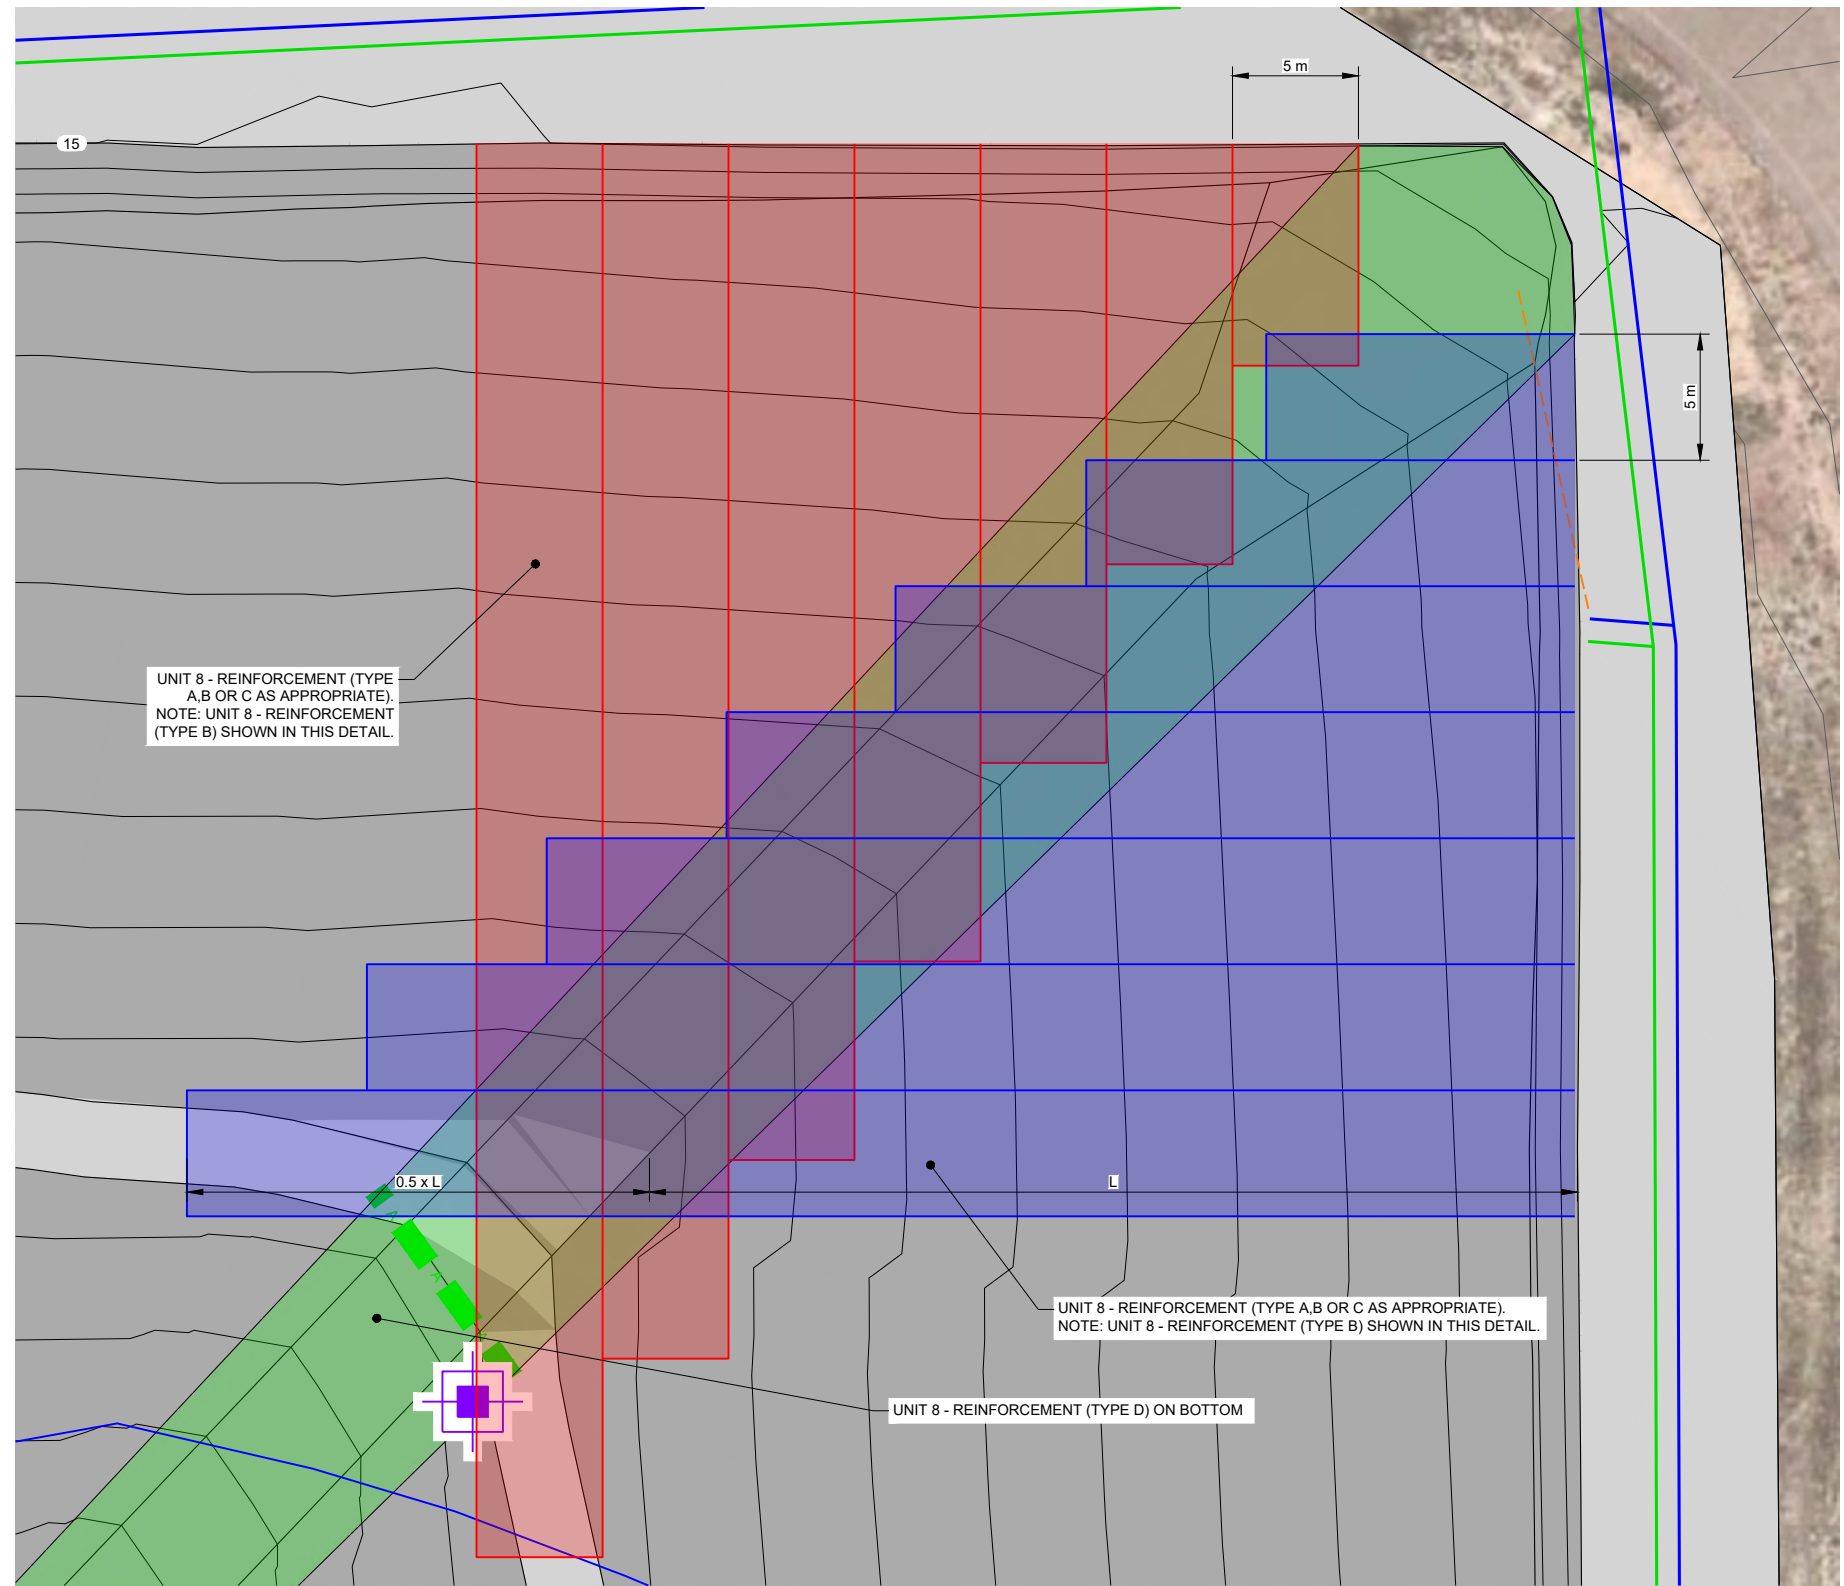 5 m
15
5 m
UNIT 8 - REINFORCEMENT (TYPE
A,B OR C AS APPROPRIATE).
NOTE: UNIT 8 - REINFORCEMENT
(TYPE B) SHOWN IN THIS DETAIL.
0.5 x L
L
A
A
UNIT 8 - REINFORCEMENT (TYPE A,B OR C AS APPROPRIATE).
NOTE: UNIT 8 - REINFORCEMENT (TYPE B) SHOWN IN THIS DETAIL.
UNIT 8 - REINFORCEMENT (TYPE D) ON BOTTOM